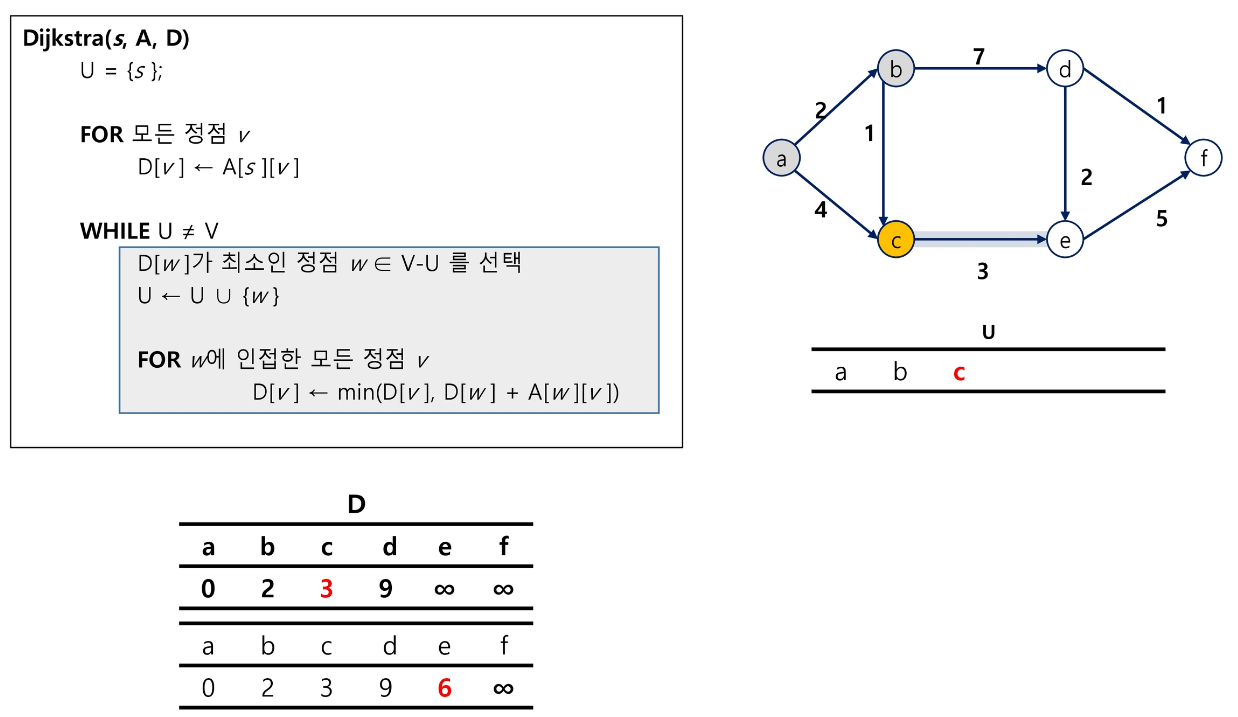 Dijkstra(s, A, D)
U = {s};
FOR 모든 정점 v
D[v] ← A[s][v]
WHILE U ≠ V
D[w]가 최소인 정점 w ∈ V-U 를 선택
U ← U ∪ {w}
FOR w에 인접한 모든 정점 v
D[v] ← min(D[v], D[w] + A[w][v])
b 7 d
2 1
1
a f
2
4 5
c e
3
U
a b c
D
a b c d e f
0 2 3 9 ∞ ∞
a b c d e f
0 2 3 9 6 ∞